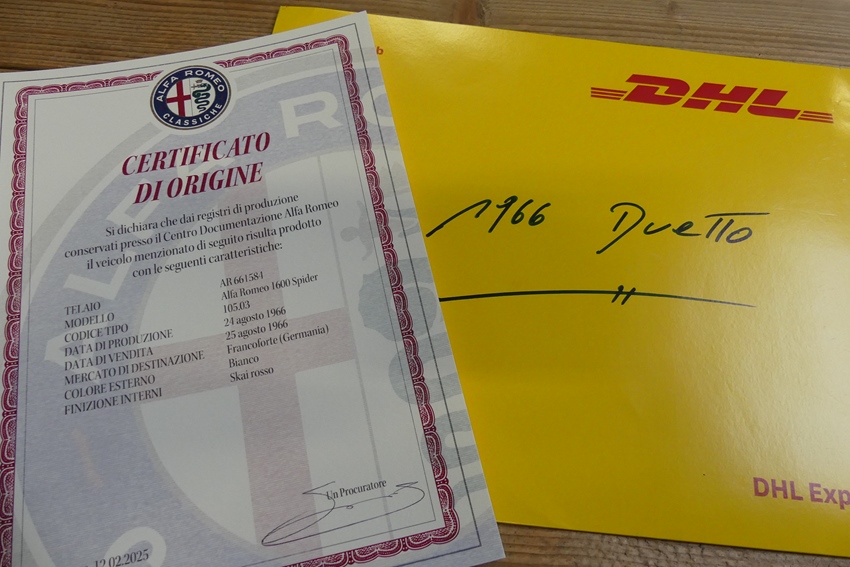 ALFA ROMEO
CLASSICHE
CERTIFICATO
DI ORIGINE
Si dichiara che dai registri di produzione
conservati presso il Centro Documentazione Alfa Romeo
il veicolo menzionato di seguito risulta prodotto
con le seguenti caratteristiche:
TELAIO AR 661584
MODELLO Alfa Romeo 1600 Spider
CODICE TIPO 105.03
DATA DI PRODUZIONE 24 agosto 1966
DATA DI VENDITA 25 agosto 1966
MERCATO DI DESTINAZIONE Francoforte (Germania)
COLORE ESTERNO Bianco
FINIZIONE INTERNI Skai rosso
Un Procuratore
12.02.2025
DHL
1966 Duetto
DHL Exp